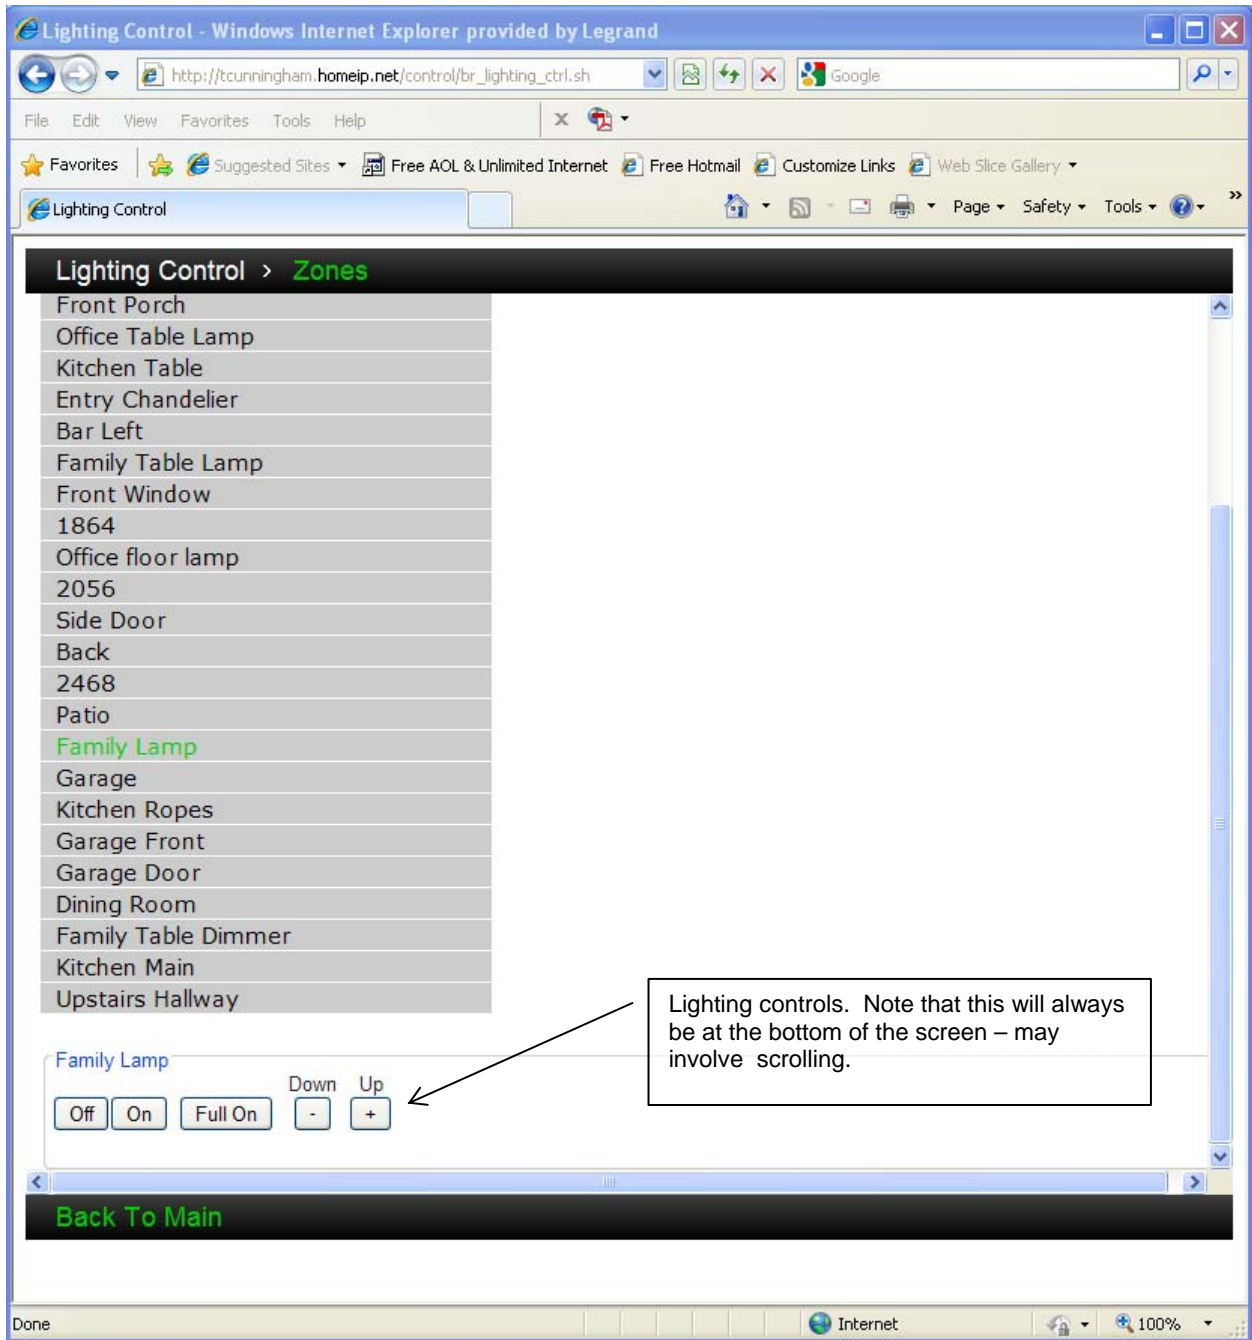 Lighting Control - Windows Internet Explorer provided by Legrand
http://tcunningham.homeip.net/control/br_lighting_ctrl.sh
Google
File Edit View Favorites Tools Help
x
Favorites Suggested Sites Free AOL & Unlimited Internet Free Hotmail Customize Links Web Slice Gallery
Lighting Control
Page Safety Tools »
Lighting Control > Zones
Front Porch
Office Table Lamp
Kitchen Table
Entry Chandelier
Bar Left
Family Table Lamp
Front Window
1864
Office floor lamp
2056
Side Door
Back
2468
Patio
Family Lamp
Garage
Kitchen Ropes
Garage Front
Garage Door
Dining Room
Family Table Dimmer
Kitchen Main
Upstairs Hallway
Lighting controls. Note that this will always
be at the bottom of the screen – may
involve scrolling.
Family Lamp
Down Up
Off On Full On - +
Back To Main
Done Internet 100%